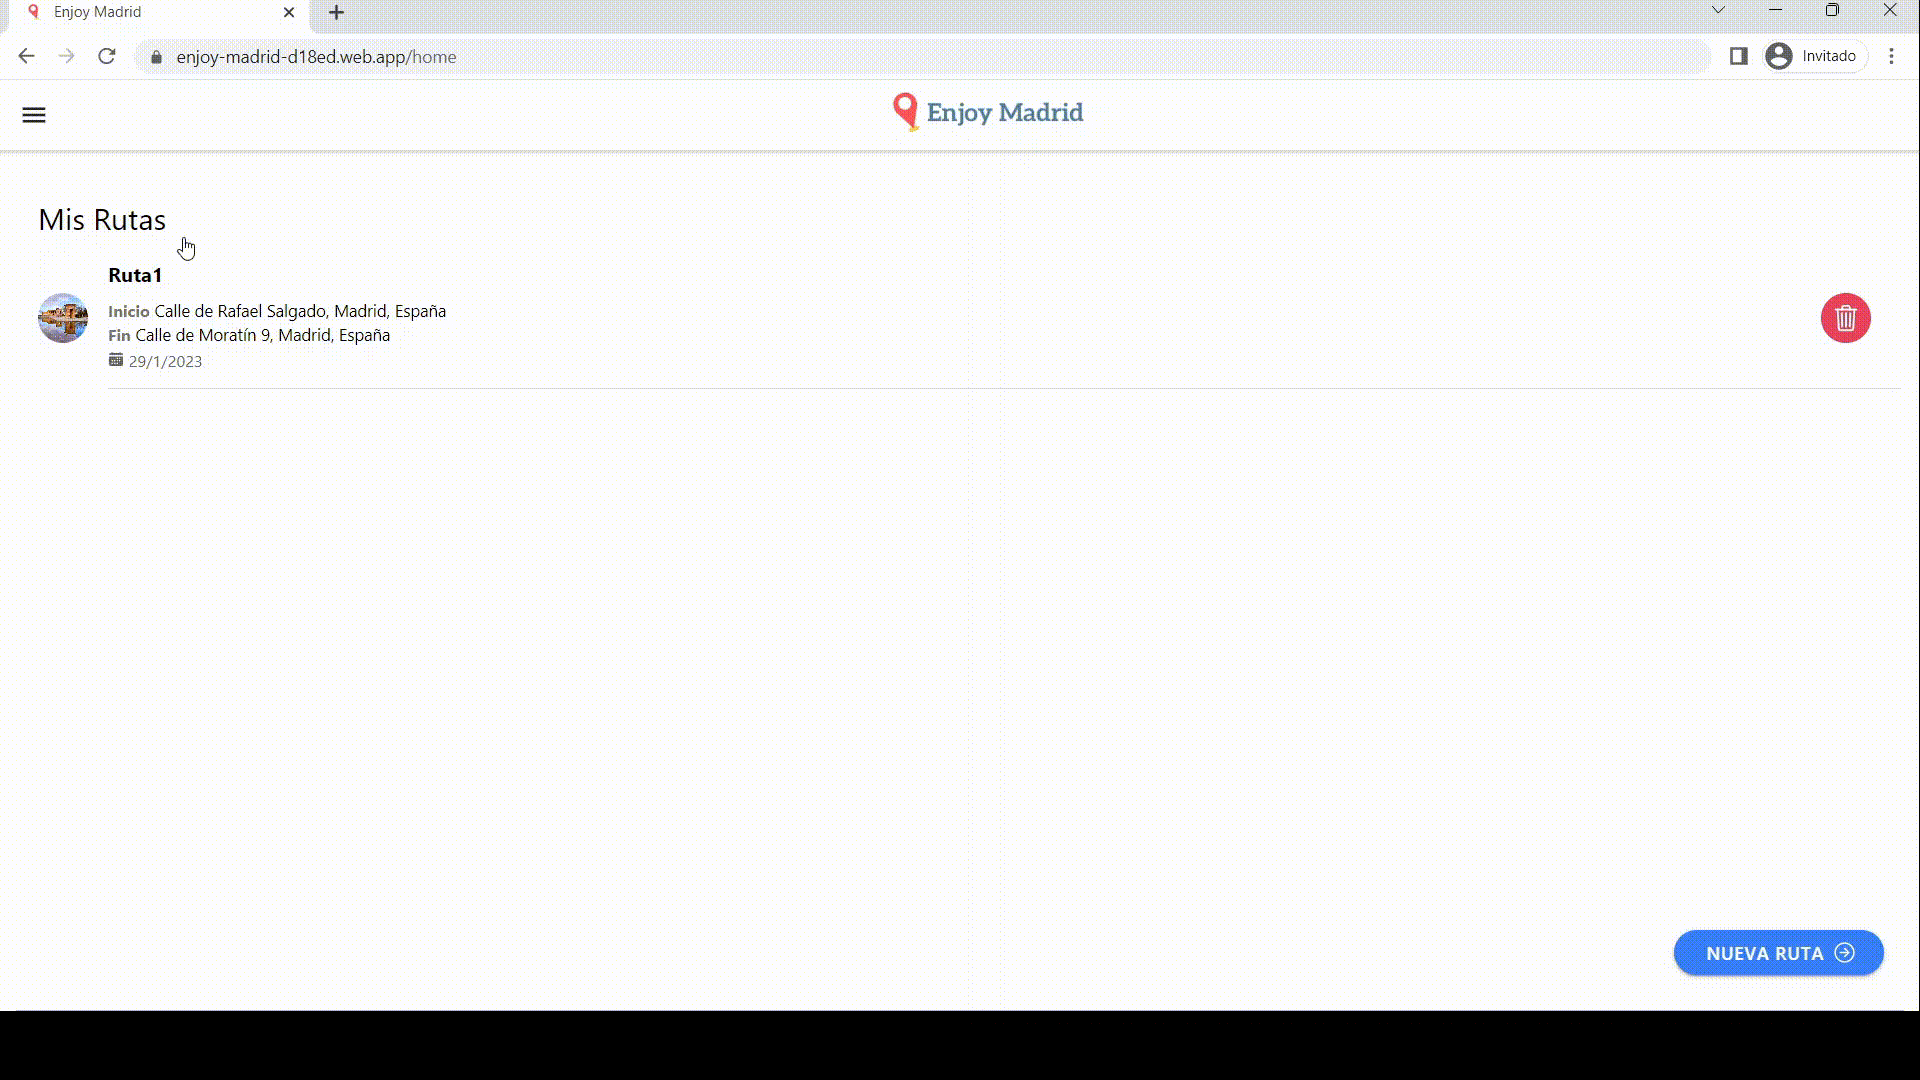 Enjoy Madrid
enjoy-madrid-d18ed.web.app/home
Invitado
Enjoy Madrid
Mis Rutas
Ruta1
Inicio Calle de Rafael Salgado, Madrid, España
Fin Calle de Moratín 9, Madrid, España
29/1/2023
NUEVA RUTA